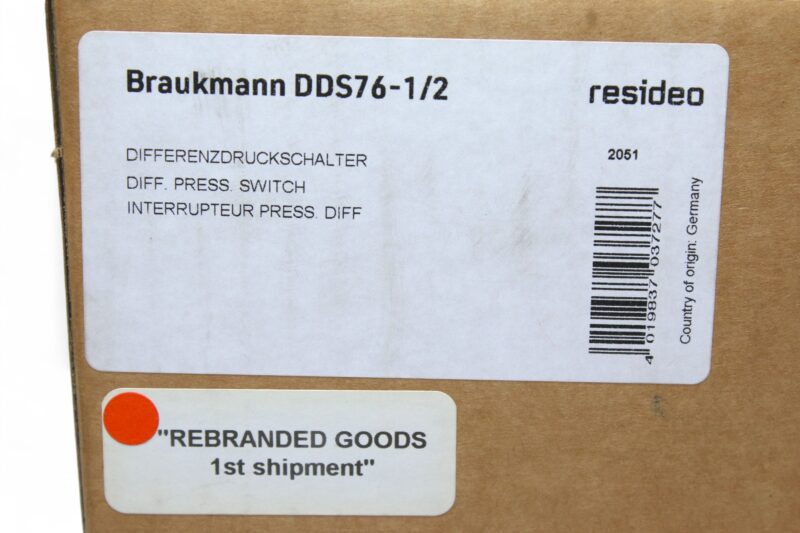 Braukmann DDS76-1/2
resideo
DIFFERENZDRUCKSCHALTER
DIFF. PRESS. SWITCH
INTERRUPTEUR PRESS. DIFF
2051
4 019837 037277
Country of origin: Germany
"REBRANDED GOODS
1st shipment"